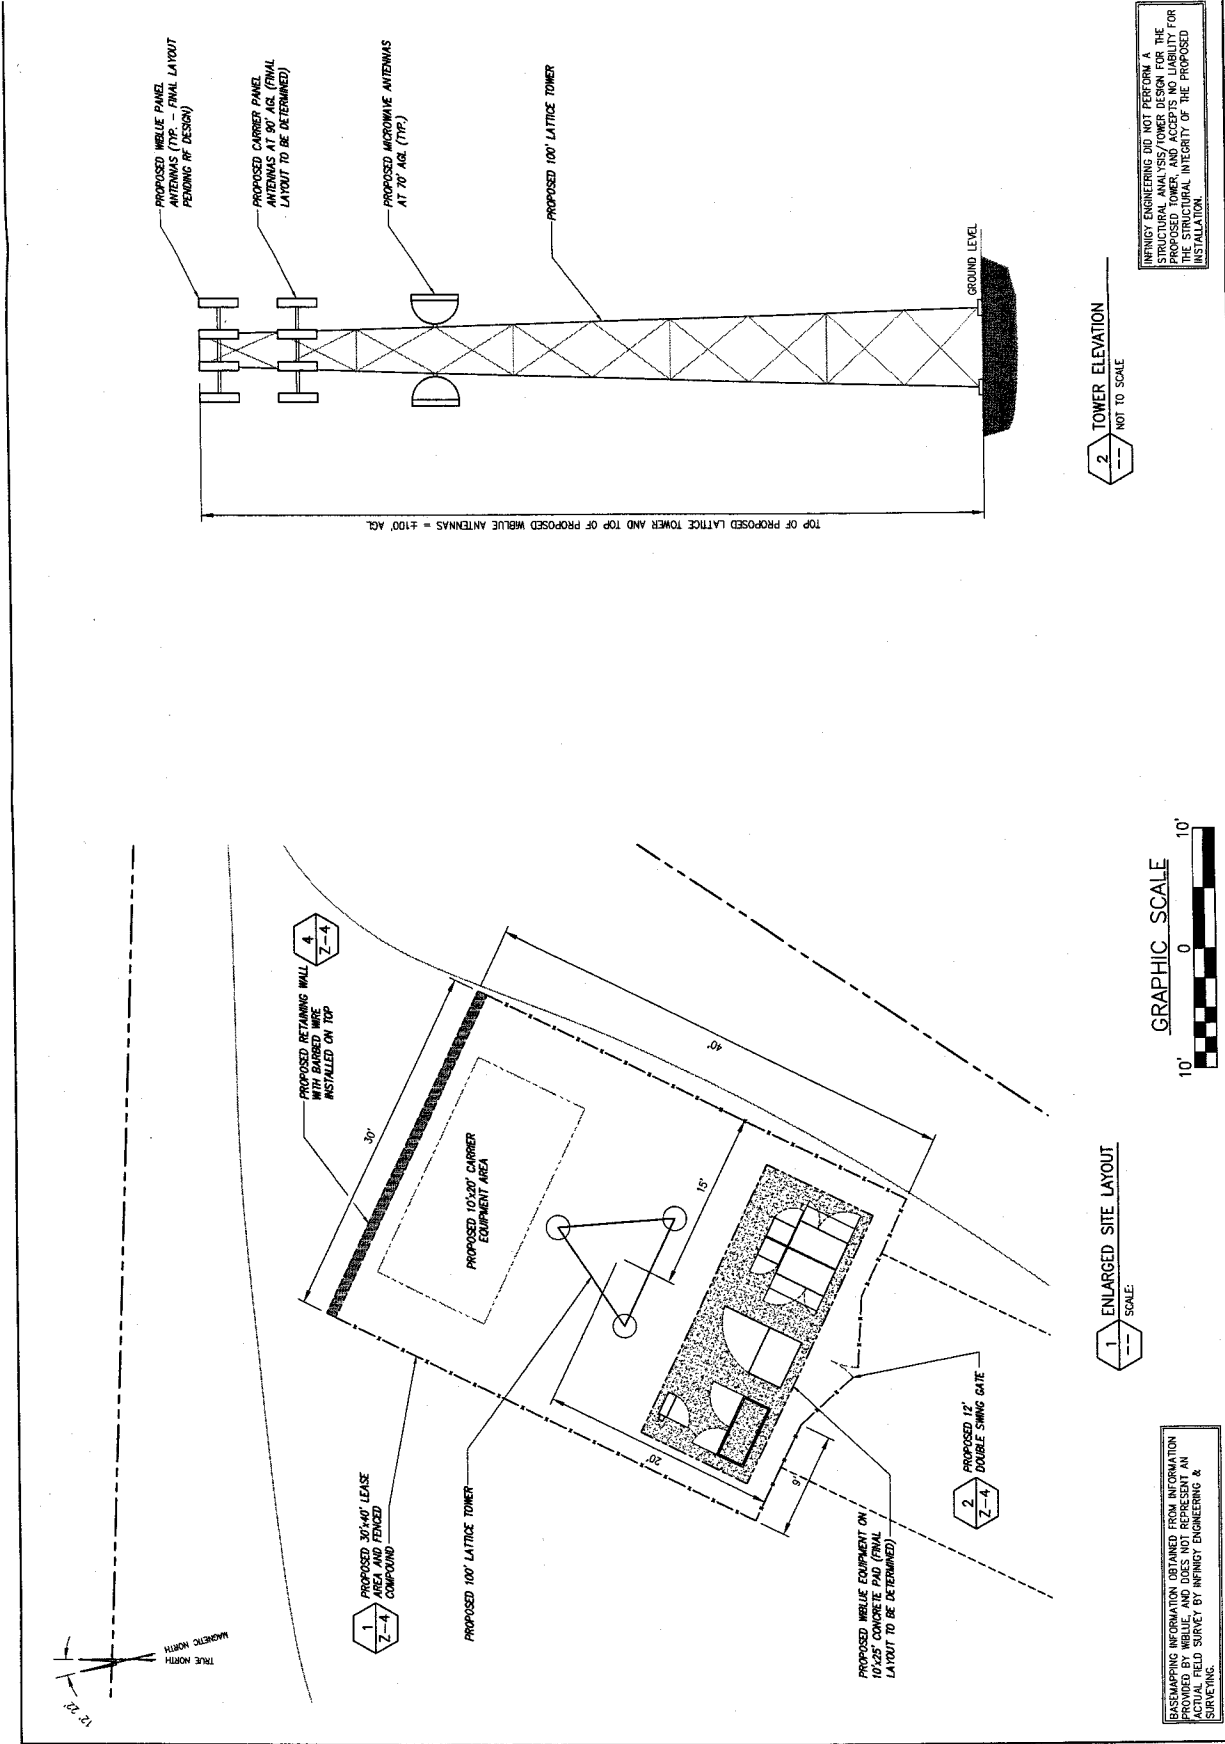 PROPOSED WIBLUE PANEL
ANTENNAS (TYP. – FINAL LAYOUT
PENDING RF DESIGN)
PROPOSED CARRIER PANEL
ANTENNAS AT 90' AGL (FINAL
LAYOUT TO BE DETERMINED)
PROPOSED MICROWAVE ANTENNAS
AT 70' AGL (TYP.)
PROPOSED 100' LATTICE TOWER
GROUND LEVEL
TOP OF PROPOSED LATTICE TOWER AND TOP OF PROPOSED WIBLUE ANTENNAS = ±100' AGL
2
--
TOWER ELEVATION
NOT TO SCALE
INFINIGY ENGINEERING DID NOT PERFORM A
STRUCTURAL ANALYSIS/TOWER DESIGN FOR THE
PROPOSED TOWER, AND ACCEPTS NO LIABILITY FOR
THE STRUCTURAL INTEGRITY OF THE PROPOSED
INSTALLATION.
12° 22'
TRUE NORTH
MAGNETIC NORTH
1
Z-4
PROPOSED 30'x40' LEASE
AREA AND FENCED
COMPOUND
PROPOSED 100' LATTICE TOWER
PROPOSED RETAINING WALL
WITH BARBED WIRE
INSTALLED ON TOP
4
Z-4
30'
40'
PROPOSED 10'x20' CARRIER
EQUIPMENT AREA
15'
20'
9'
PROPOSED WIBLUE EQUIPMENT ON
10'x25' CONCRETE PAD (FINAL
LAYOUT TO BE DETERMINED)
2
Z-4
PROPOSED 12'
DOUBLE SWING GATE
1
--
ENLARGED SITE LAYOUT
SCALE:
GRAPHIC SCALE
10'
0
10'
BASEMAPPING INFORMATION OBTAINED FROM INFORMATION
PROVIDED BY WIBLUE, AND DOES NOT REPRESENT AN
ACTUAL FIELD SURVEY BY INFINIGY ENGINEERING &
SURVEYING.